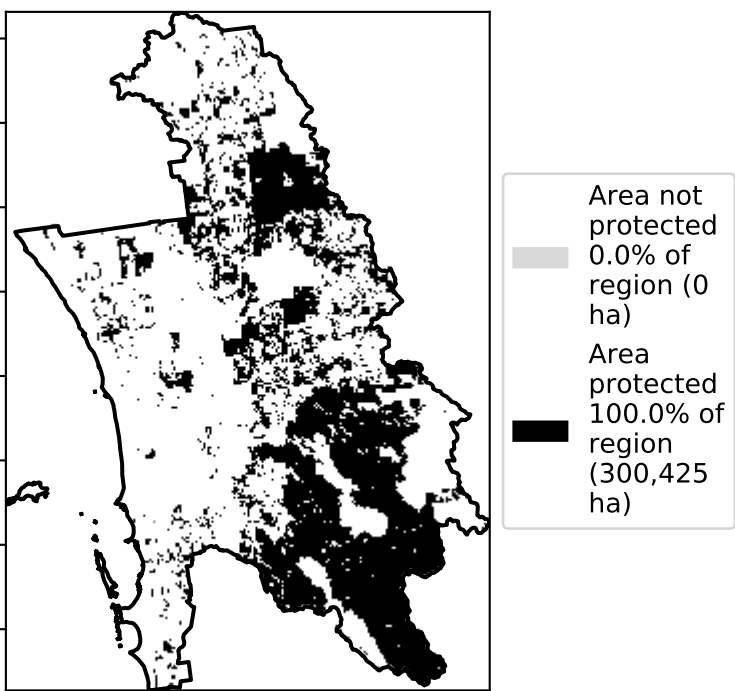 Area not
protected
0.0% of
region (0
ha)
Area
protected
100.0% of
region
(300,425
ha)